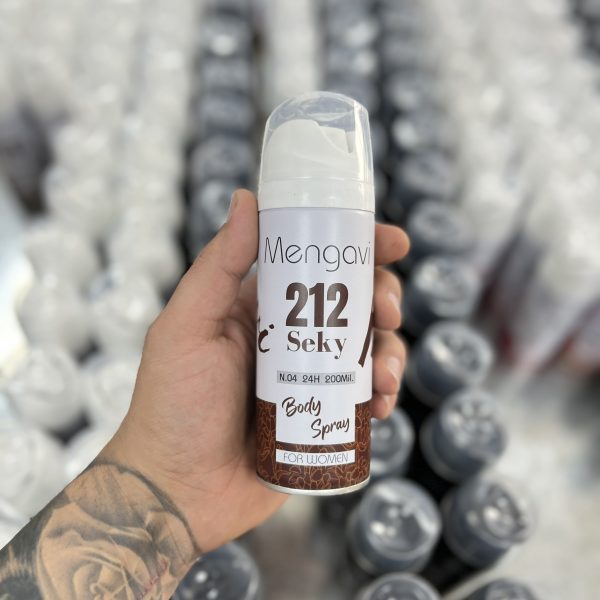 Mengavi
212
Seky
N.04 24H 200Mil.
Body
Spray
FOR WOMEN